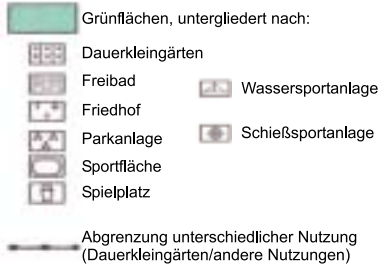 Grünflächen, untergliedert nach:
Dauerkleingärten
Freibad
Friedhof
Parkanlage
Sportfläche
Spielplatz
Wassersportanlage
Schießsportanlage
Abgrenzung unterschiedlicher Nutzung
(Dauerkleingärten/andere Nutzungen)